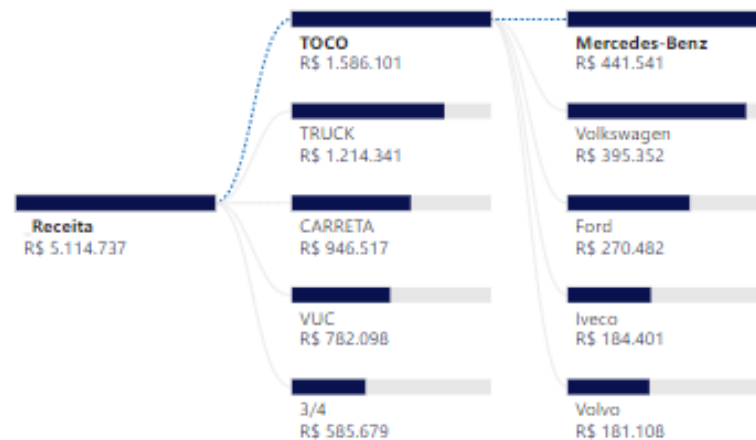 _Receita
R$ 5.114.737
TOCO
R$ 1.586.101
TRUCK
R$ 1.214.341
CARRETA
R$ 946.517
VUC
R$ 782.098
3/4
R$ 585.679
Mercedes-Benz
R$ 441.541
Volkswagen
R$ 395.352
Ford
R$ 270.482
Iveco
R$ 184.401
Volvo
R$ 181.108